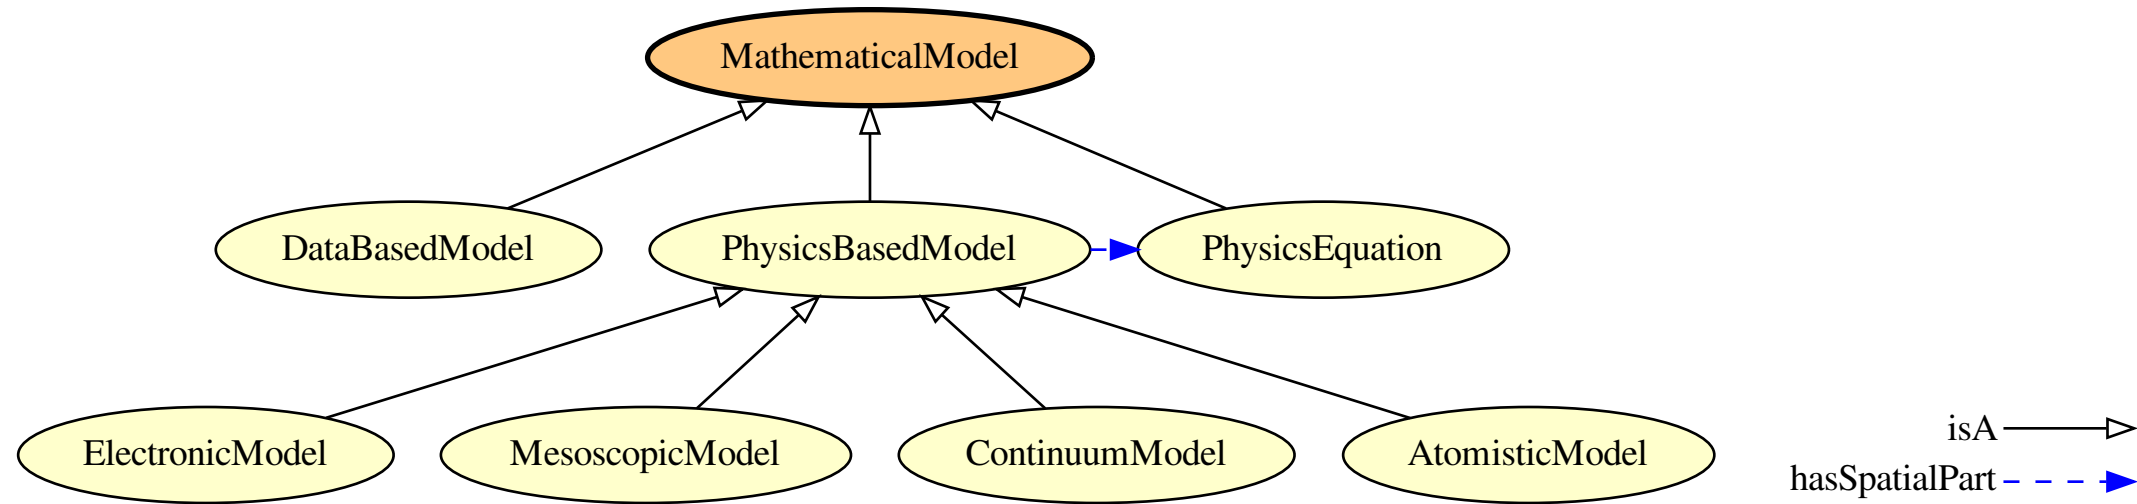 MathematicalModel
DataBasedModel
PhysicsBasedModel
PhysicsEquation
ElectronicModel
MesoscopicModel
ContinuumModel
AtomisticModel
isA
hasSpatialPart